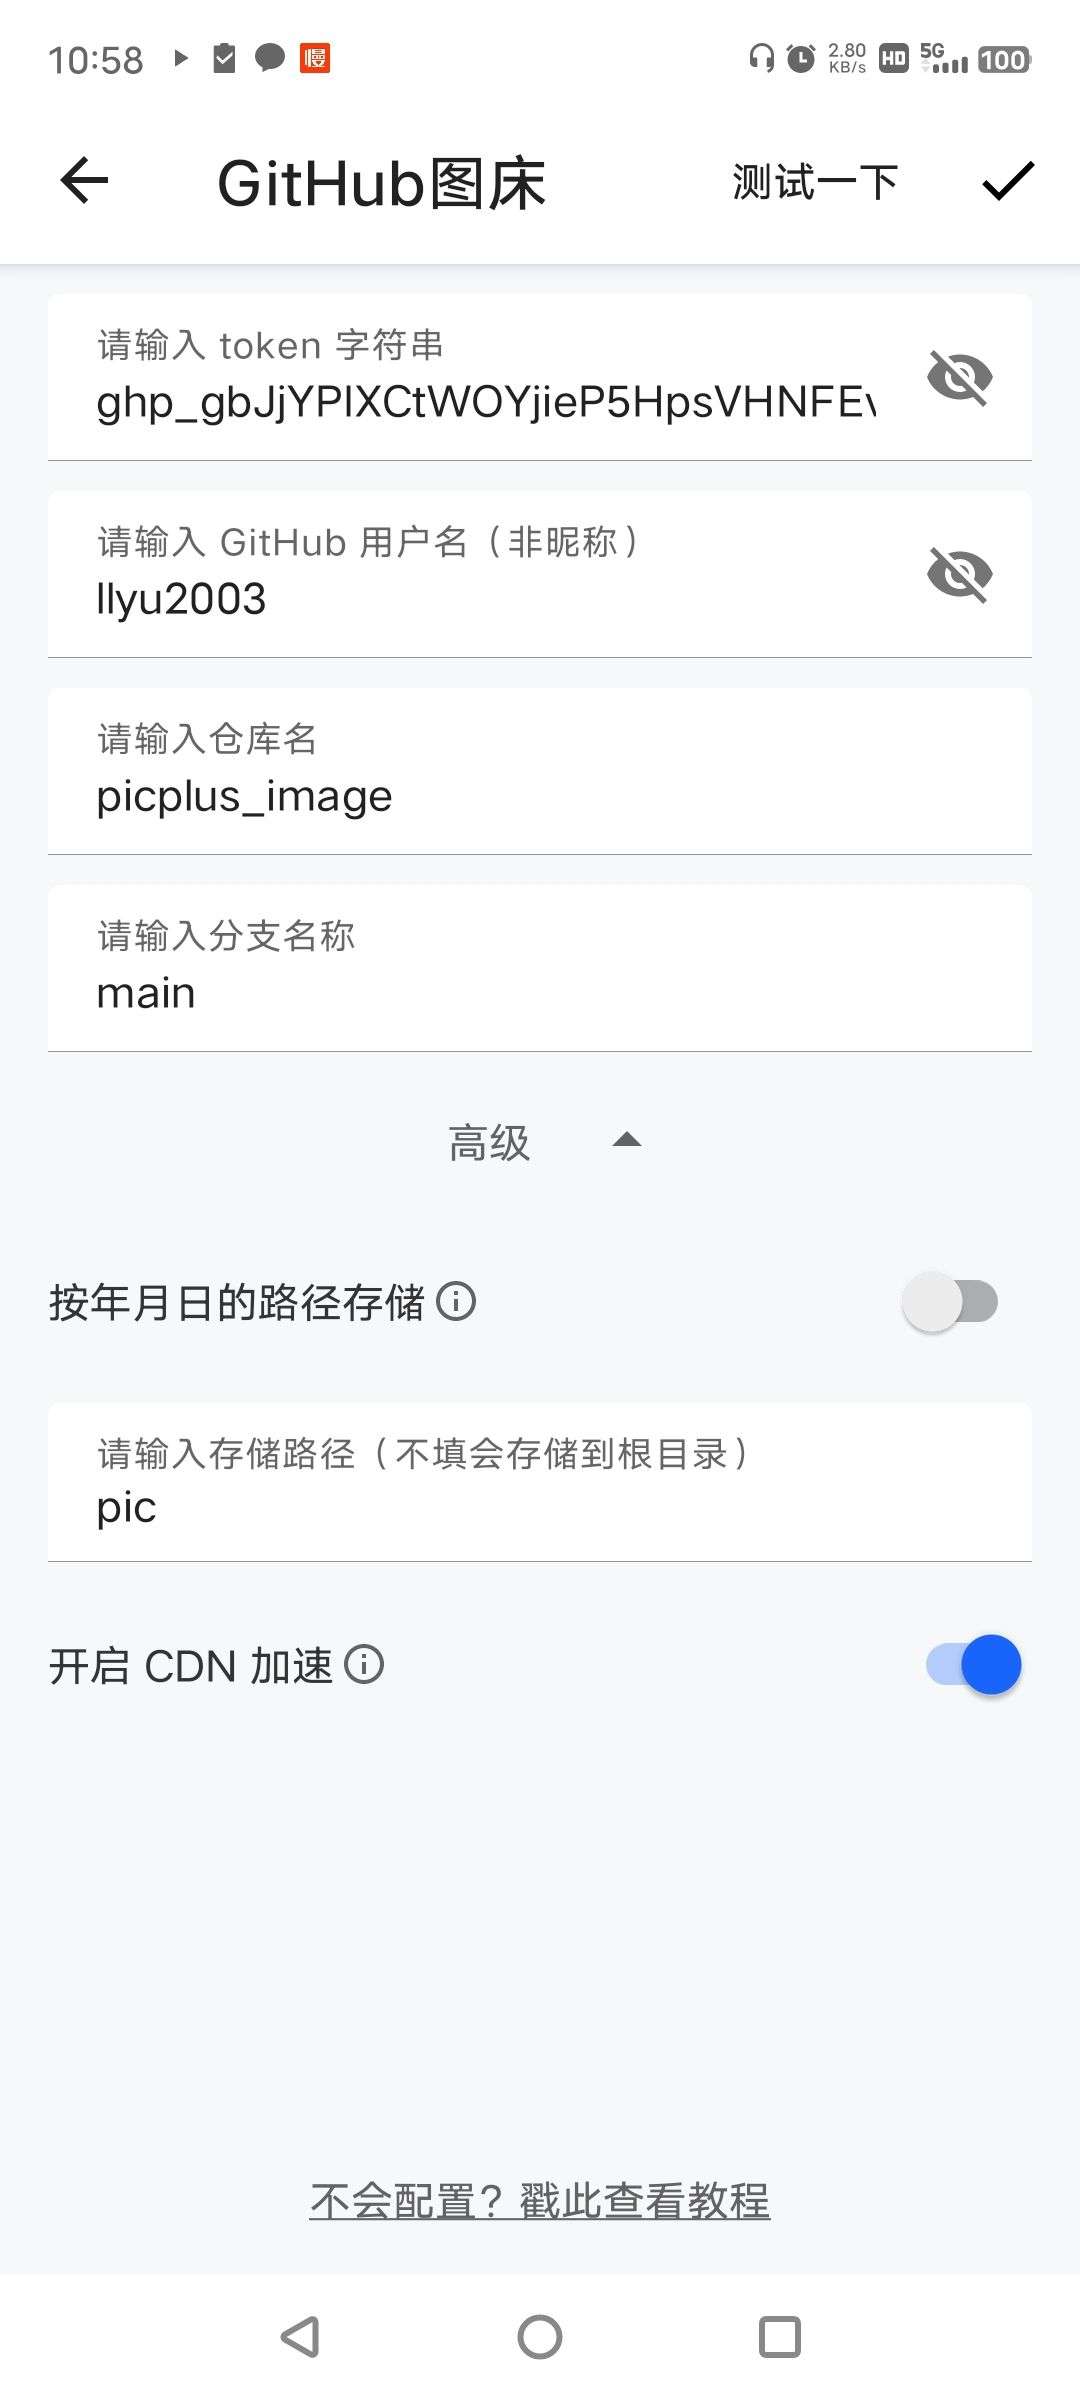 10:58
2.80 KB/s HD 5G 100
GitHub图床 测试一下
请输入 token 字符串
ghp_gbJjYPIXCtWOYjieP5HpsVHNFEv
请输入 GitHub 用户名（非昵称）
llyu2003
请输入仓库名
picplus_image
请输入分支名称
main
高级
按年月日的路径存储
请输入存储路径（不填会存储到根目录）
pic
开启 CDN 加速
不会配置？戳此查看教程